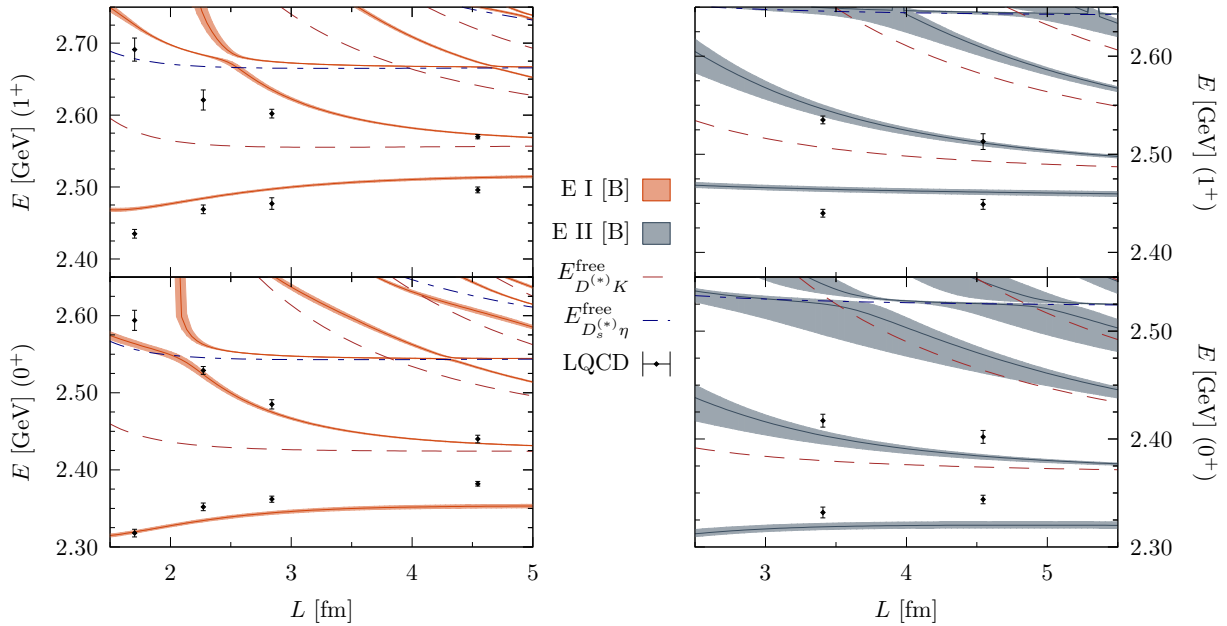 2.70
2.60
2.50
2.40
E [GeV] (1⁺)
2.60
2.50
2.40
2.30
E [GeV] (0⁺)
2
3
4
5
L [fm]
E I [B]
E II [B]
E^free_{D^(*)K}
E^free_{D_s^(*)η}
LQCD
2.60
2.50
2.40
E [GeV] (1⁺)
2.50
2.40
2.30
E [GeV] (0⁺)
3
4
5
L [fm]